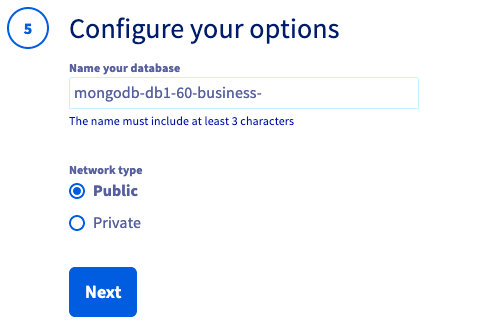 5
Configure your options
Name your database
mongodb-db1-60-business-
The name must include at least 3 characters
Network type
Public
Private
Next